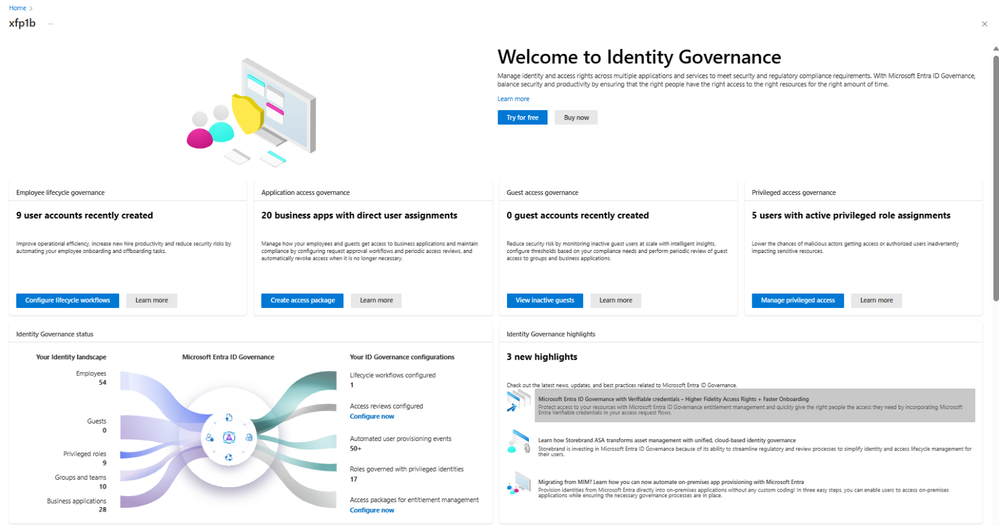 Home >
xfp1b ...
Welcome to Identity Governance
Manage identity and access rights across multiple applications and services to meet security and regulatory compliance requirements. With Microsoft Entra ID Governance,
balance security and productivity by ensuring that the right people have the right access to the right resources for the right amount of time.
Learn more
Try for free
Buy now
Employee lifecycle governance
9 user accounts recently created
Improve operational efficiency, increase new hire productivity and reduce security risks by
automating your employee onboarding and offboarding tasks.
Configure lifecycle workflows
Learn more
Application access governance
20 business apps with direct user assignments
Manage how your employees and guests get access to business applications and maintain
compliance by configuring request approval workflows and periodic access reviews, and
automatically revoke access when it is no longer necessary.
Create access package
Learn more
Guest access governance
0 guest accounts recently created
Reduce security risk by monitoring inactive guest users at scale with intelligent insights,
configure thresholds based on your compliance needs and perform periodic review of guest
access to groups and business applications.
View inactive guests
Learn more
Privileged access governance
5 users with active privileged role assignments
Lower the chances of malicious actors getting access or authorized users inadvertently
impacting sensitive resources.
Manage privileged access
Learn more
Identity Governance status
Your Identity landscape
Employees
54
Guests
0
Privileged roles
9
Groups and teams
10
Business applications
28
Microsoft Entra ID Governance
Your ID Governance configurations
Lifecycle workflows configured
1
Access reviews configured
Configure now
Automated user provisioning events
50+
Roles governed with privileged identities
17
Access packages for entitlement management
Configure now
Identity Governance highlights
3 new highlights
Check out the latest news, updates, and best practices related to Microsoft Entra ID Governance.
Microsoft Entra ID Governance with Verifiable credentials – Higher Fidelity Access Rights + Faster Onboarding
Protect access to your resources with Microsoft Entra ID Governance entitlement management and quickly give the right people the access they need by incorporating Microsoft
Entra Verifiable credentials in your access request flows.
Learn how Storebrand ASA transforms asset management with unified, cloud-based identity governance
Storebrand is investing in Microsoft Entra ID Governance because of its ability to streamline regulatory and review processes to simplify identity and access lifecycle management for
their users.
Migrating from MIM? Learn how you can now automate on-premises app provisioning with Microsoft Entra
Provision identities from Microsoft Entra directly into on-premises applications without any custom coding! In three easy steps, you can enable users to access on-premises
applications while ensuring the necessary governance processes are in place.